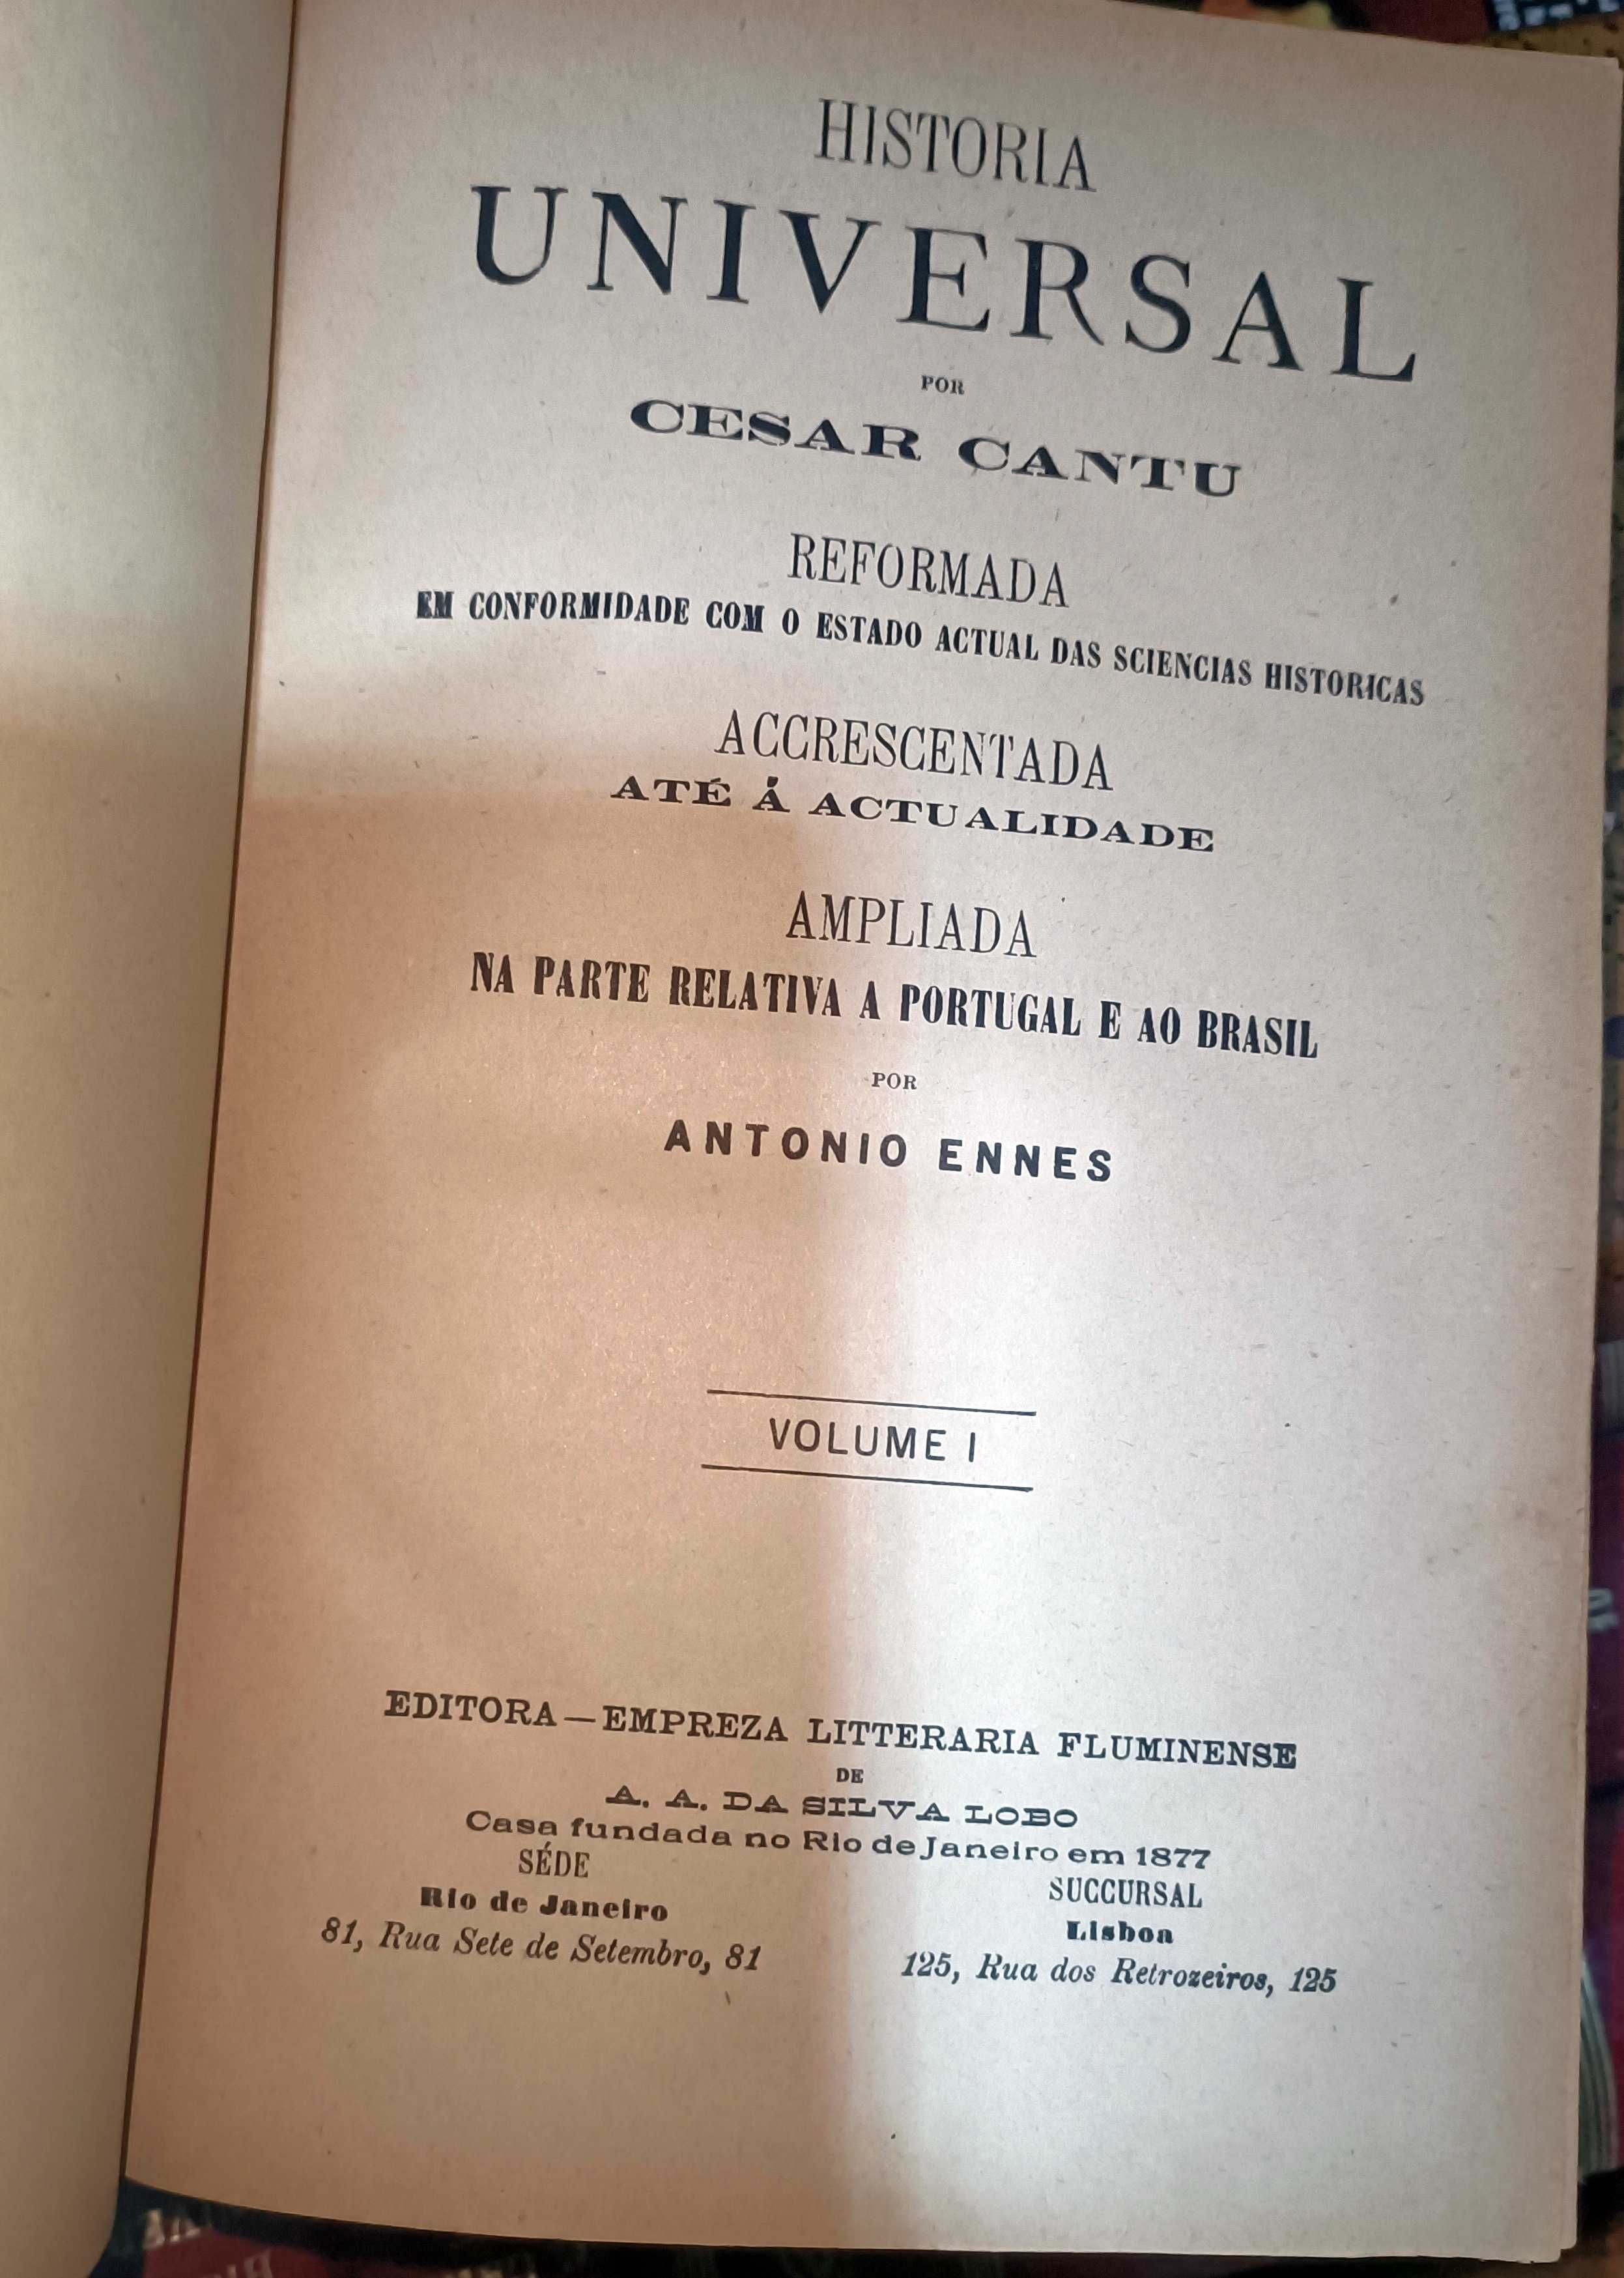 HISTORIA
UNIVERSAL
POR
CESAR CANTU
REFORMADA
EM CONFORMIDADE COM O ESTADO ACTUAL DAS SCIENCIAS HISTORICAS
ACCRESCENTADA
ATÉ Á ACTUALIDADE
AMPLIADA
NA PARTE RELATIVA A PORTUGAL E AO BRASIL
POR
ANTONIO ENNES
VOLUME I
EDITORA—EMPREZA LITTERARIA FLUMINENSE
DE
A. A. DA SILVA LOBO
Casa fundada no Rio de Janeiro em 1877
SÉDE
Rio de Janeiro
81, Rua Sete de Setembro, 81
SUCCURSAL
Lisboa
125, Rua dos Retrozeiros, 125